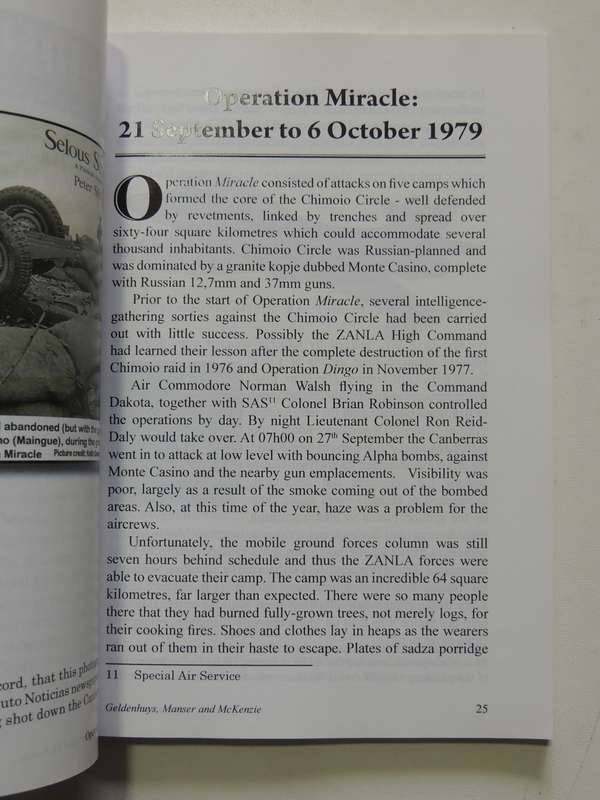 Selous S
Peter
abandoned (but with the
no (Maingue), during the
Miracle Picture credit:
cord, that this photo
uto Noticias newsp
g shot down the Can
Operation Miracle:
21 September to 6 October 1979
Operation Miracle consisted of attacks on five camps which
formed the core of the Chimoio Circle - well defended
by revetments, linked by trenches and spread over
sixty-four square kilometres which could accommodate several
thousand inhabitants. Chimoio Circle was Russian-planned and
was dominated by a granite kopje dubbed Monte Casino, complete
with Russian 12,7mm and 37mm guns.
Prior to the start of Operation Miracle, several intelligence-
gathering sorties against the Chimoio Circle had been carried
out with little success. Possibly the ZANLA High Command
had learned their lesson after the complete destruction of the first
Chimoio raid in 1976 and Operation Dingo in November 1977.
Air Commodore Norman Walsh flying in the Command
Dakota, together with SAS11 Colonel Brian Robinson controlled
the operations by day. By night Lieutenant Colonel Ron Reid-
Daly would take over. At 07h00 on 27th September the Canberras
went in to attack at low level with bouncing Alpha bombs, against
Monte Casino and the nearby gun emplacements. Visibility was
poor, largely as a result of the smoke coming out of the bombed
areas. Also, at this time of the year, haze was a problem for the
aircrews.
Unfortunately, the mobile ground forces column was still
seven hours behind schedule and thus the ZANLA forces were
able to evacuate their camp. The camp was an incredible 64 square
kilometres, far larger than expected. There were so many people
there that they had burned fully-grown trees, not merely logs, for
their cooking fires. Shoes and clothes lay in heaps as the wearers
ran out of them in their haste to escape. Plates of sadza porridge
11 Special Air Service
Geldenhuys, Manser and McKenzie 25